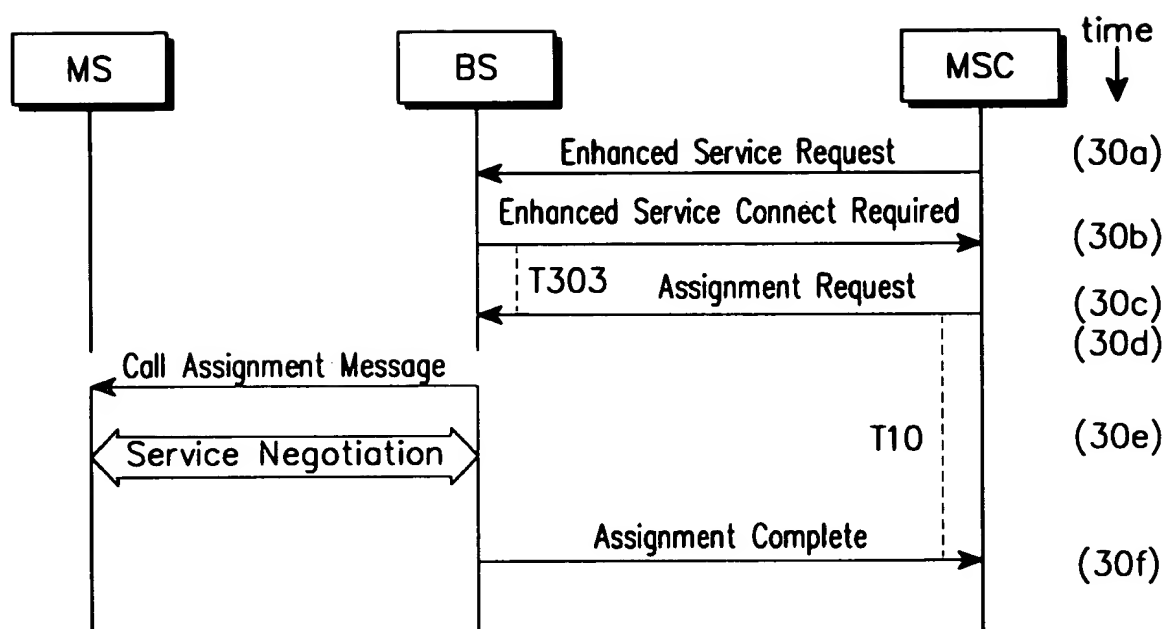 time
MS
BS
MSC
Enhanced Service Request
(30a)
Enhanced Service Connect Required
(30b)
T303
Assignment Request
(30c)
(30d)
Call Assignment Message
Service Negotiation
T10
(30e)
Assignment Complete
(30f)